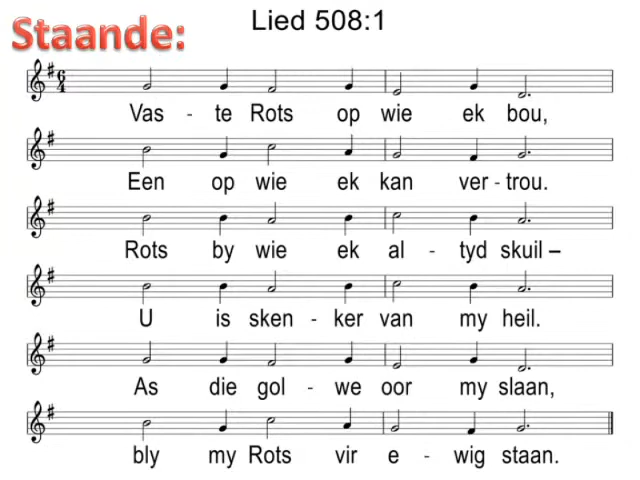 Staande:
Lied 508:1
6
4
Vas - te Rots op wie ek bou,
Een op wie ek kan ver - trou.
Rots by wie ek al - tyd skuil –
U is sken - ker van my heil.
As die gol - we oor my slaan,
bly my Rots vir e - wig staan.